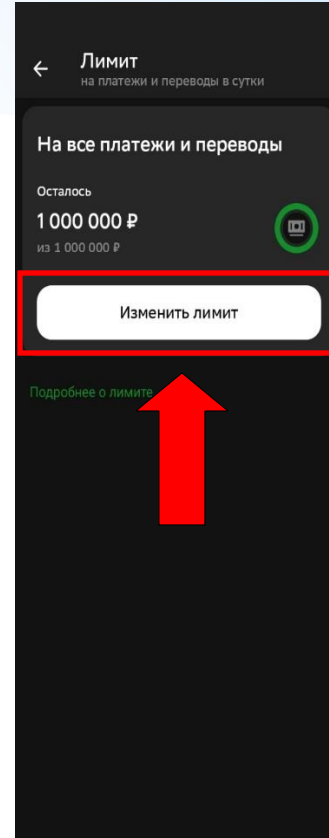 Лимит
на платежи и переводы в сутки
На все платежи и переводы
Осталось
1 000 000 ₽
из 1 000 000 ₽
Изменить лимит
Подробнее о лимите